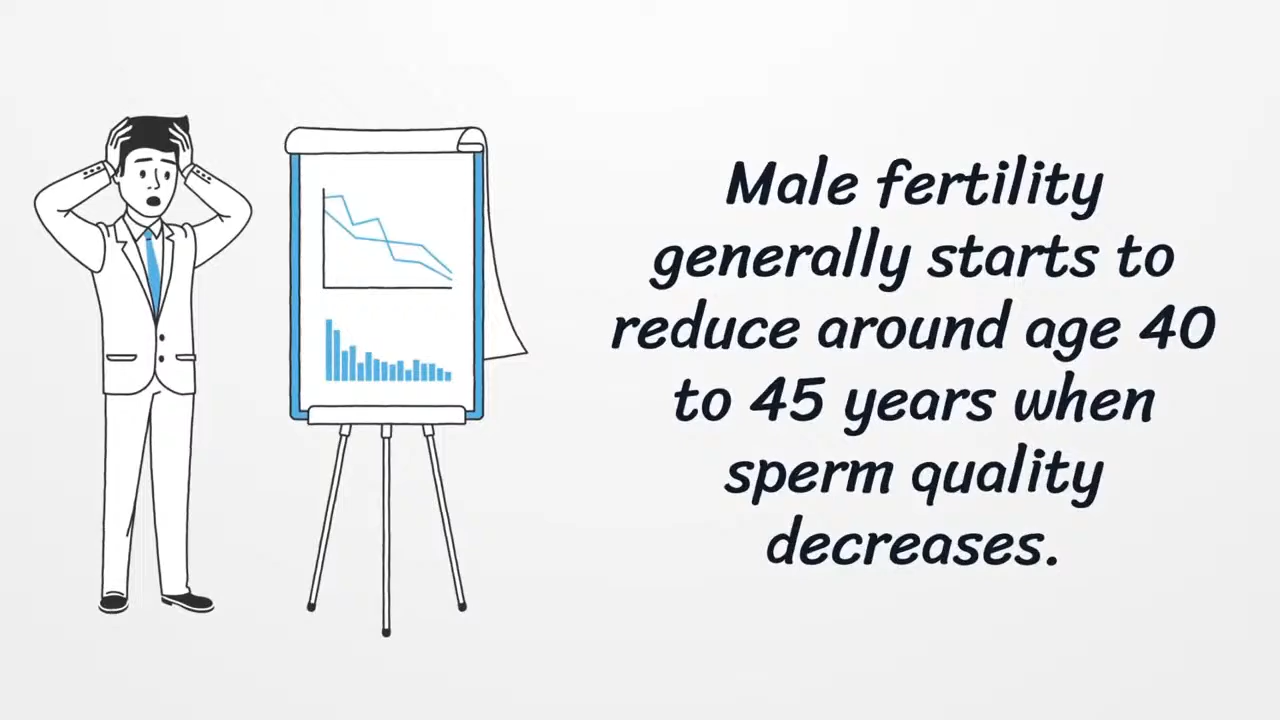 Male fertility
generally starts to
reduce around age 40
to 45 years when
sperm quality
decreases.